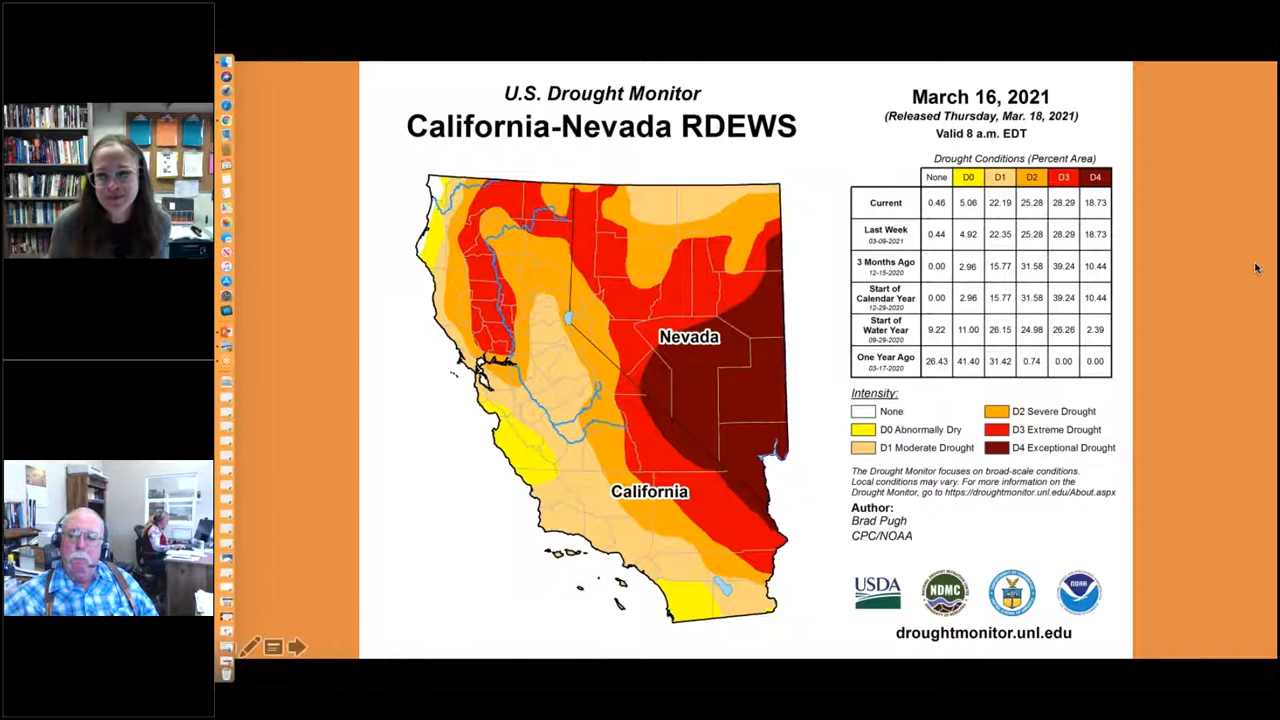 U.S. Drought Monitor
California-Nevada RDEWS
March 16, 2021
(Released Thursday, Mar. 18, 2021)
Valid 8 a.m. EDT
Drought Conditions (Percent Area)
None D0 D1 D2 D3 D4
Current 0.46 5.06 22.19 25.28 28.29 18.73
Last Week
03-09-2021
0.44 4.92 22.35 25.28 28.29 18.73
3 Months Ago
12-15-2020
0.00 2.96 15.77 31.58 39.24 10.44
Start of
Calendar Year
12-29-2020
0.00 2.96 15.77 31.58 39.24 10.44
Start of
Water Year
09-29-2020
9.22 11.00 26.15 24.98 26.26 2.39
One Year Ago
03-17-2020
26.43 41.40 31.42 0.74 0.00 0.00
Nevada
California
Intensity:
None
D0 Abnormally Dry
D1 Moderate Drought
D2 Severe Drought
D3 Extreme Drought
D4 Exceptional Drought
The Drought Monitor focuses on broad-scale conditions.
Local conditions may vary. For more information on the
Drought Monitor, go to https://droughtmonitor.unl.edu/About.aspx
Author:
Brad Pugh
CPC/NOAA
USDA
NDMC
NOAA
droughtmonitor.unl.edu